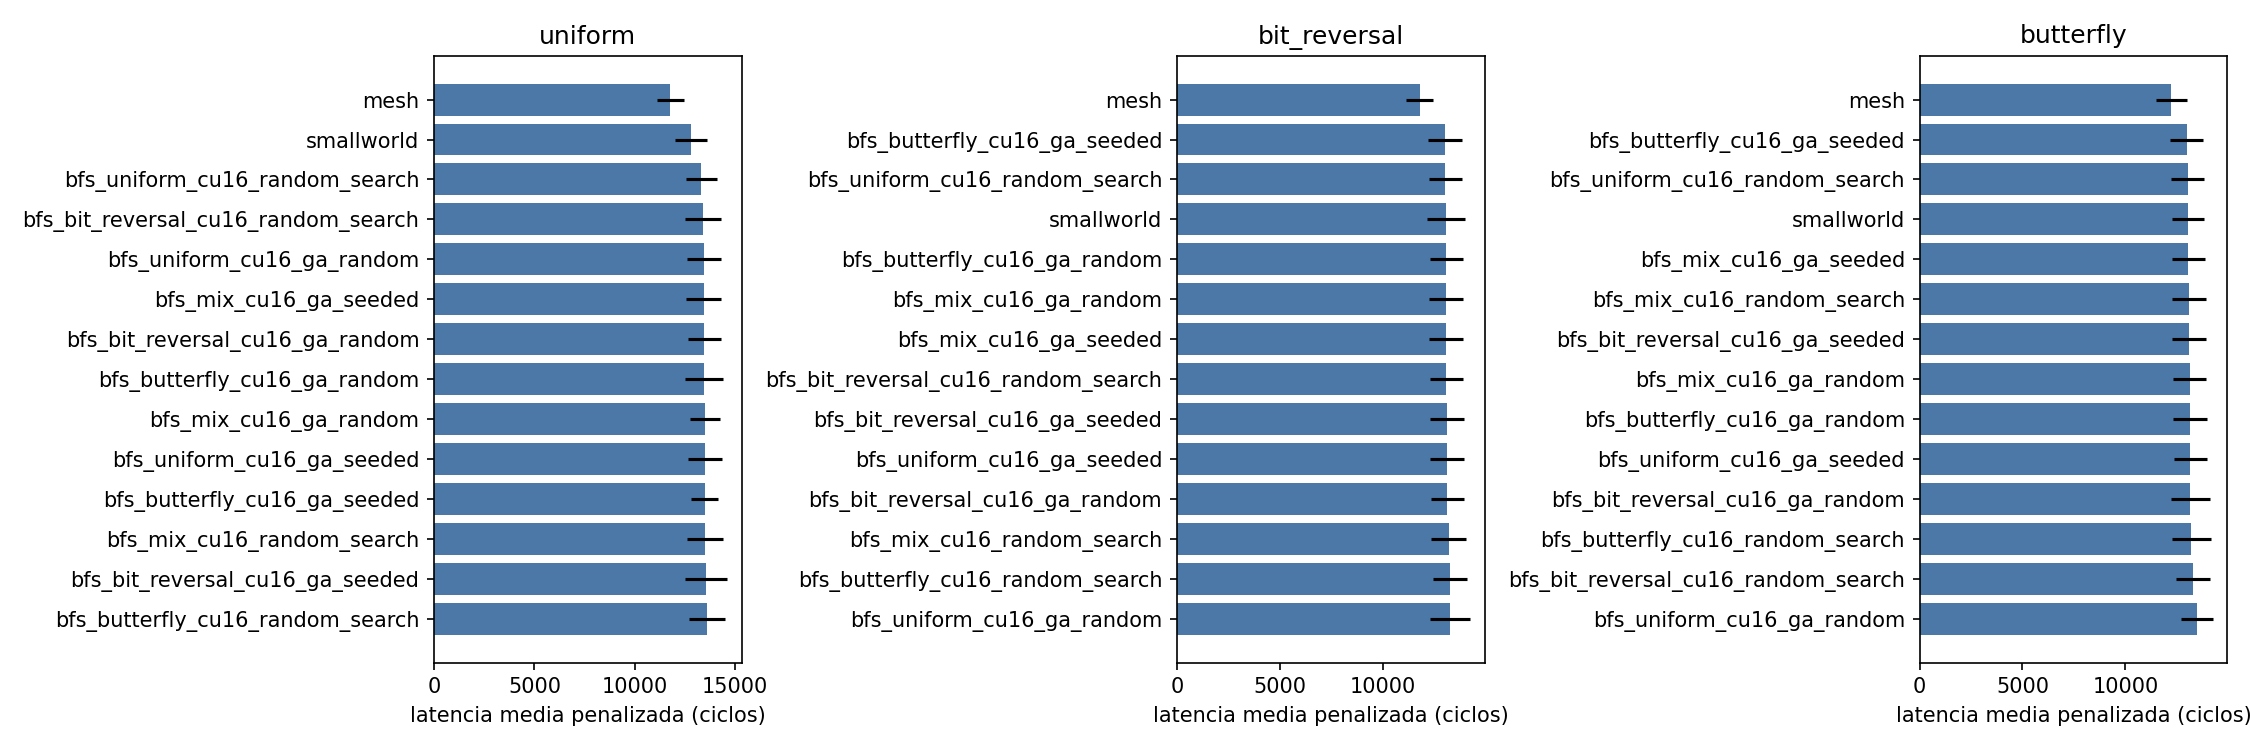 uniform
mesh
smallworld
bfs_uniform_cu16_random_search
bfs_bit_reversal_cu16_random_search
bfs_uniform_cu16_ga_random
bfs_mix_cu16_ga_seeded
bfs_bit_reversal_cu16_ga_random
bfs_butterfly_cu16_ga_random
bfs_mix_cu16_ga_random
bfs_uniform_cu16_ga_seeded
bfs_butterfly_cu16_ga_seeded
bfs_mix_cu16_random_search
bfs_bit_reversal_cu16_ga_seeded
bfs_butterfly_cu16_random_search
0 5000 10000 15000
latencia media penalizada (ciclos)
bit_reversal
mesh
bfs_butterfly_cu16_ga_seeded
bfs_uniform_cu16_random_search
smallworld
bfs_butterfly_cu16_ga_random
bfs_mix_cu16_ga_random
bfs_mix_cu16_ga_seeded
bfs_bit_reversal_cu16_random_search
bfs_bit_reversal_cu16_ga_seeded
bfs_uniform_cu16_ga_seeded
bfs_bit_reversal_cu16_ga_random
bfs_mix_cu16_random_search
bfs_butterfly_cu16_random_search
bfs_uniform_cu16_ga_random
0 5000 10000
latencia media penalizada (ciclos)
butterfly
mesh
bfs_butterfly_cu16_ga_seeded
bfs_uniform_cu16_random_search
smallworld
bfs_mix_cu16_ga_seeded
bfs_mix_cu16_random_search
bfs_bit_reversal_cu16_ga_seeded
bfs_mix_cu16_ga_random
bfs_butterfly_cu16_ga_random
bfs_uniform_cu16_ga_seeded
bfs_bit_reversal_cu16_ga_random
bfs_butterfly_cu16_random_search
bfs_bit_reversal_cu16_random_search
bfs_uniform_cu16_ga_random
0 5000 10000
latencia media penalizada (ciclos)